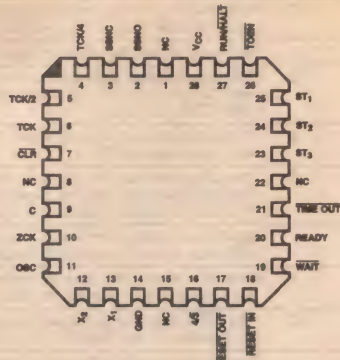 TCK/4 SSNC SSNO NC VCC RUN/HALT TOEN
4 3 2 1 28 27 26
TCK/2 5 25 ST1
TCK 6 24 ST2
CLR 7 23 ST3
NC 8 22 NC
C 9 21 TIME OUT
ZCK 10 20 READY
OSC 11 19 WAIT
12 13 14 15 16 17 18
X2 X1 GND NC 4/5 RESET OUT RESET IN